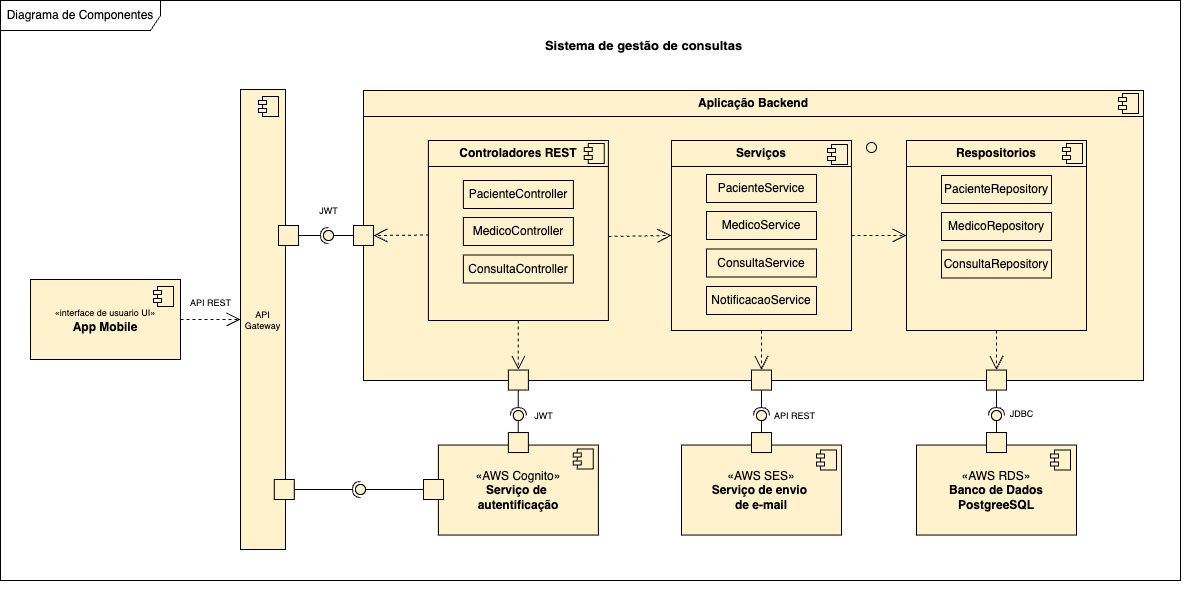 Diagrama de Componentes
Sistema de gestão de consultas
Aplicação Backend
Controladores REST
PacienteController
MedicoController
ConsultaController
Serviços
PacienteService
MedicoService
ConsultaService
NotificacaoService
Respositorios
PacienteRepository
MedicoRepository
ConsultaRepository
JWT
«interface de usuario UI»
App Mobile
API REST
API
Gateway
JWT
API REST
JDBC
«AWS Cognito»
Serviço de
autentificação
«AWS SES»
Serviço de envio
de e-mail
«AWS RDS»
Banco de Dados
PostgreeSQL